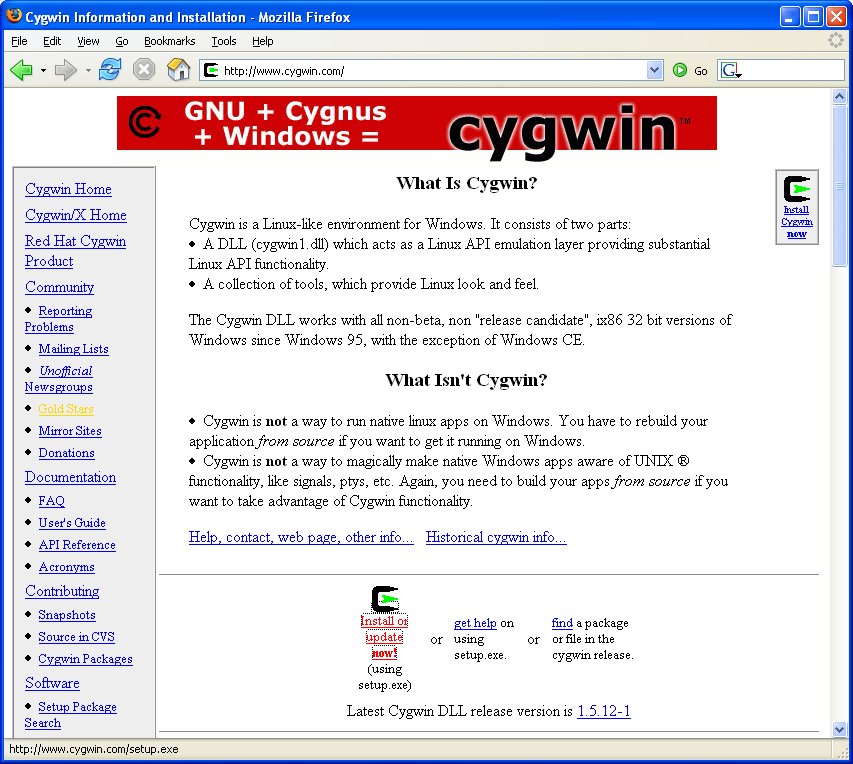 Cygwin Information and Installation - Mozilla Firefox
File Edit View Go Bookmarks Tools Help
http://www.cygwin.com/ Go G
GNU + Cygnus
+ Windows =
cygwin™
Cygwin Home
Cygwin/X Home
Red Hat Cygwin
Product
Community
• Reporting
Problems
• Mailing Lists
• Unofficial
Newsgroups
• Gold Stars
• Mirror Sites
• Donations
Documentation
• FAQ
• User's Guide
• API Reference
• Acronyms
Contributing
• Snapshots
• Source in CVS
• Cygwin Packages
Software
• Setup Package
Search
What Is Cygwin?
Cygwin is a Linux-like environment for Windows. It consists of two parts:
• A DLL (cygwin1.dll) which acts as a Linux API emulation layer providing substantial
Linux API functionality.
• A collection of tools, which provide Linux look and feel.
The Cygwin DLL works with all non-beta, non "release candidate", ix86 32 bit versions of
Windows since Windows 95, with the exception of Windows CE.
What Isn't Cygwin?
• Cygwin is not a way to run native linux apps on Windows. You have to rebuild your
application from source if you want to get it running on Windows.
• Cygwin is not a way to magically make native Windows apps aware of UNIX ®
functionality, like signals, ptys, etc. Again, you need to build your apps from source if you
want to take advantage of Cygwin functionality.
Help, contact, web page, other info... Historical cygwin info...
Install
Cygwin
now
Install or
update
now!
(using
setup.exe)
or
get help on
using
setup.exe.
or
find a package
or file in the
cygwin release.
Latest Cygwin DLL release version is 1.5.12-1
http://www.cygwin.com/setup.exe